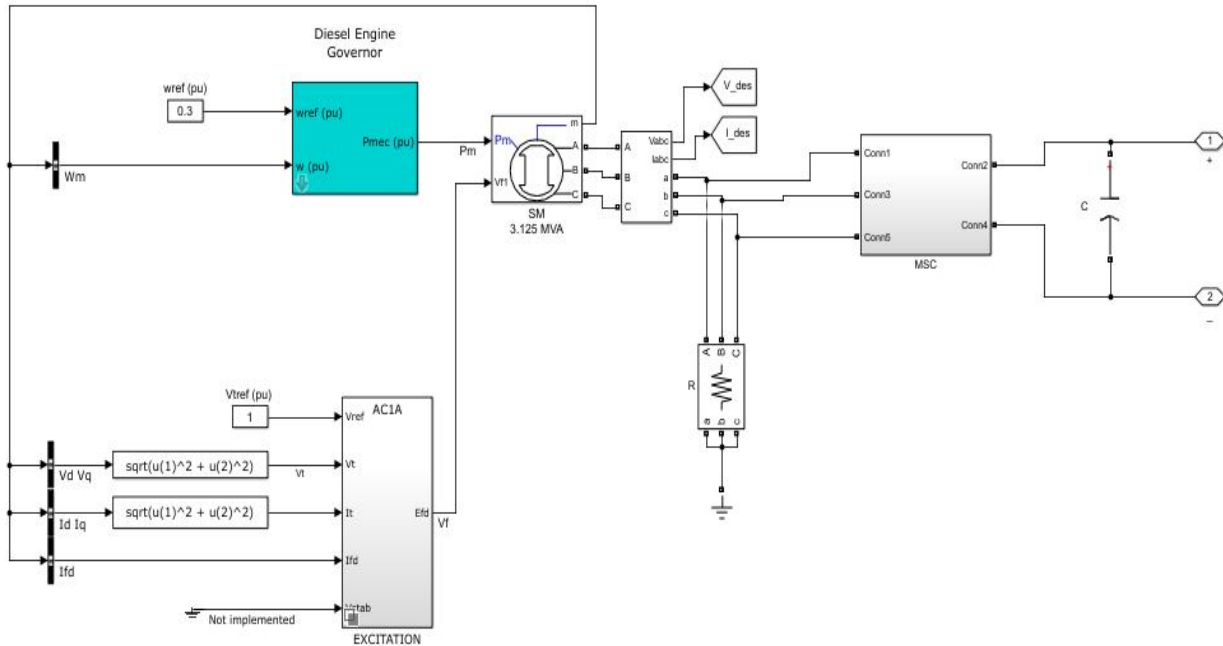 Diesel Engine
Governor
wref (pu)
0.3
wref (pu)
w (pu)
Pmec (pu)
Wm
Pm
Pm
Vf1
m
A
B
C
SM
3.125 MVA
A
B
C
Vabc
Iabc
a
b
c
V_des
I_des
Conn1
Conn3
Conn5
Conn2
Conn4
MSC
C
+
1
+
2
–
R
A
B
C
a
b
c
Vtref (pu)
1
AC1A
Vref
Vt
It
Ifd
Vstab
Efd
Vf
EXCITATION
Vd Vq
sqrt(u(1)^2 + u(2)^2)
Vt
Id Iq
sqrt(u(1)^2 + u(2)^2)
Ifd
Not implemented